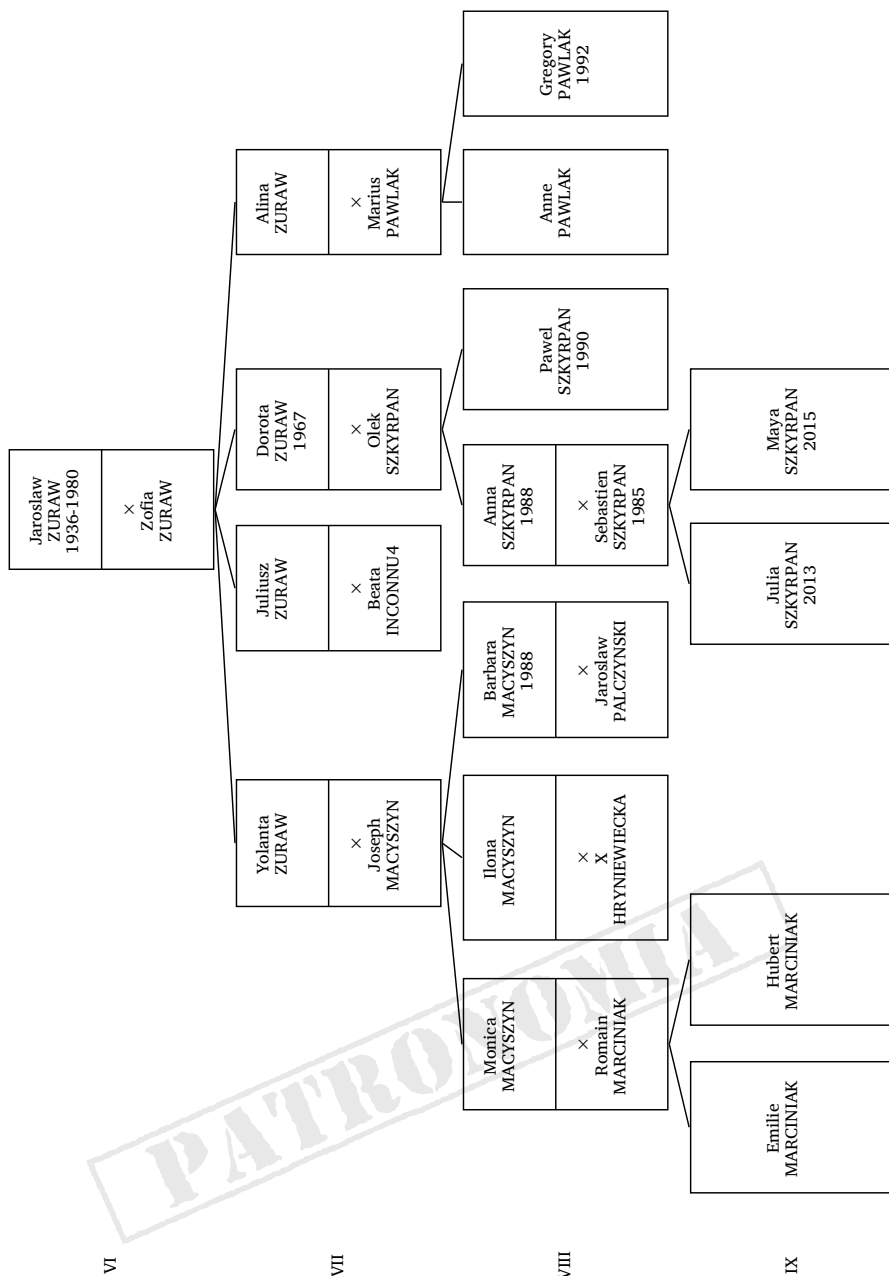 VI
Jaroslaw
ZURAW
1936-1980
×
Zofia
ZURAW
VII
Yolanta
ZURAW
×
Joseph
MACYSZYN
Juliusz
ZURAW
×
Beata
INCONNU4
Dorota
ZURAW
1967
×
Olek
SZKYRPAN
Alina
ZURAW
×
Marius
PAWLAK
VIII
Monica
MACYSZYN
×
Romain
MARCINIAK
Ilona
MACYSZYN
×
X
HRYNIEWIECKA
Barbara
MACYSZYN
1988
×
Jaroslaw
PALCZYNSKI
Anna
SZKYRPAN
1988
×
Sebastien
SZKYRPAN
1985
Pawel
SZKYRPAN
1990
Anne
PAWLAK
Gregory
PAWLAK
1992
IX
Emilie
MARCINIAK
Hubert
MARCINIAK
Julia
SZKYRPAN
2013
Maya
SZKYRPAN
2015
PATRONOMIA